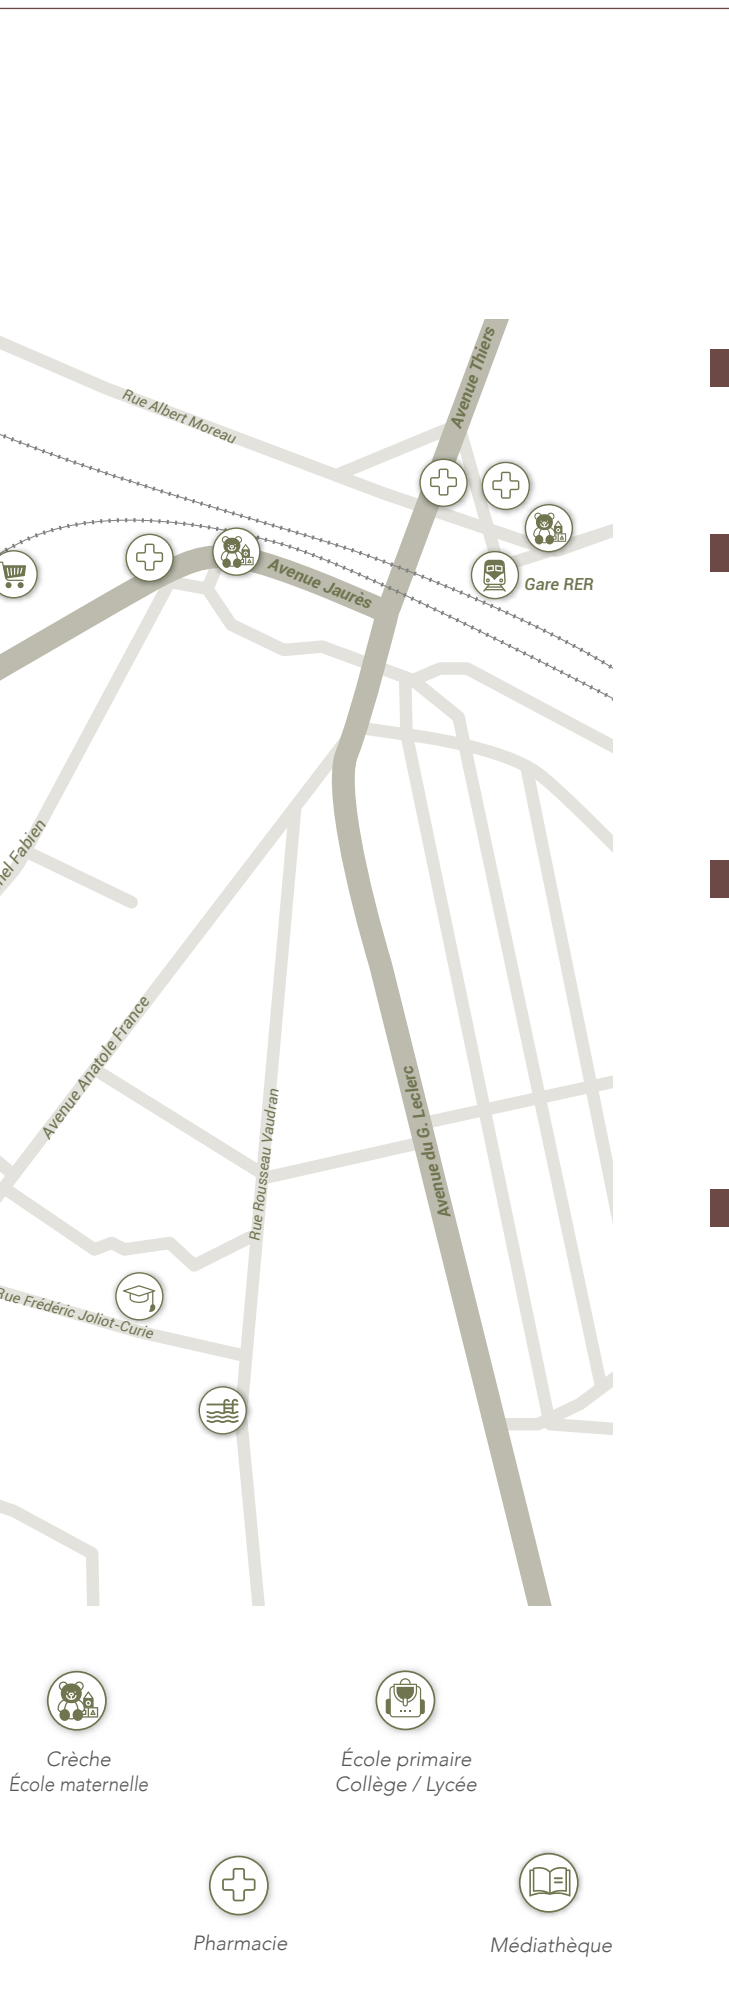 Avenue Thiers
Rue Albert Moreau
Avenue Jaurès
Gare RER
nel Fabien
Avenue Anatole France
Avenue du G. Leclerc
Rue Rousseau Vaudran
Rue Frédéric Joliot-Curie
Crèche
École maternelle
École primaire
Collège / Lycée
Pharmacie
Médiathèque